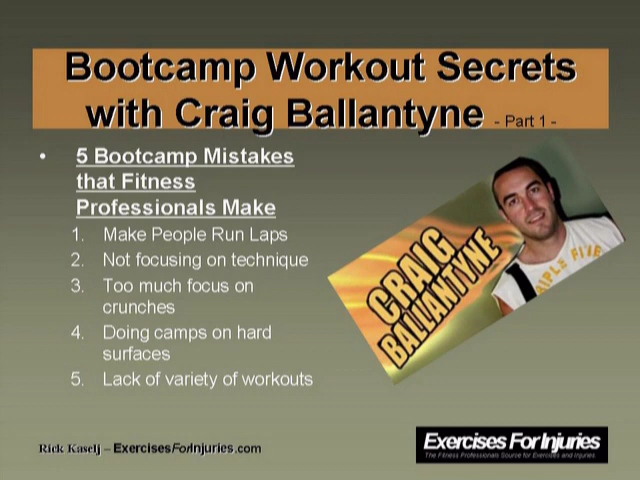 Bootcamp Workout Secrets
with Craig Ballantyne - Part 1 -
• 5 Bootcamp Mistakes
that Fitness
Professionals Make
1. Make People Run Laps
2. Not focusing on technique
3. Too much focus on
crunches
4. Doing camps on hard
surfaces
5. Lack of variety of workouts
CRAIG
BALLANTYNE
TRIPLE FIVE
Rick Kaselj – ExercisesForInjuries.com
Exercises For Injuries
The Fitness Professionals Source for Exercises and Injuries